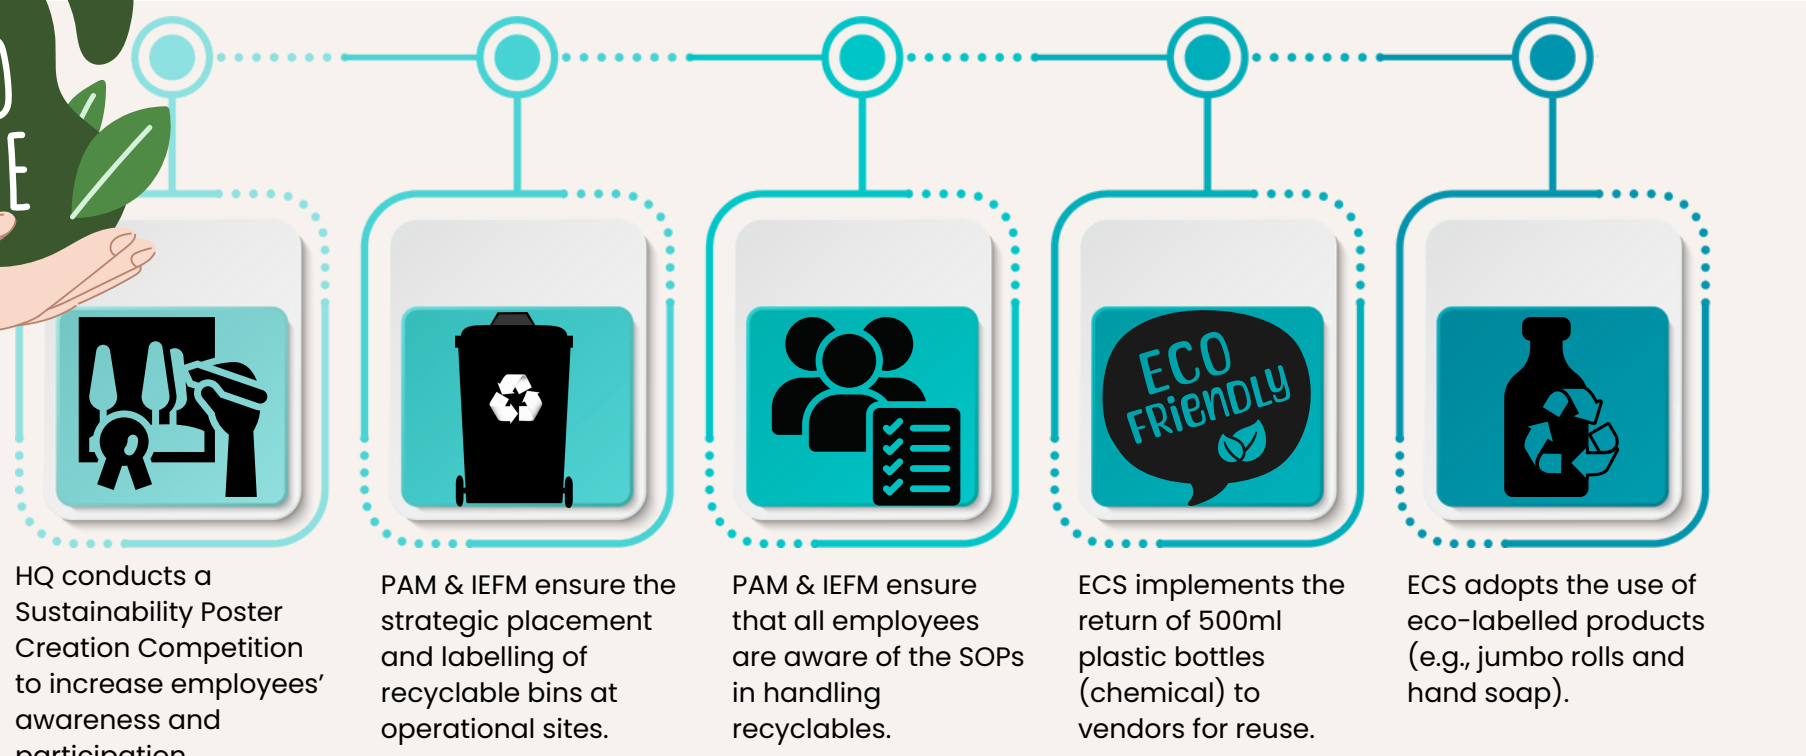 E
HQ conducts a
Sustainability Poster
Creation Competition
to increase employees’
awareness and
participation
PAM & IEFM ensure the
strategic placement
and labelling of
recyclable bins at
operational sites.
PAM & IEFM ensure
that all employees
are aware of the SOPs
in handling
recyclables.
ECO
FRiENDLY
ECS implements the
return of 500ml
plastic bottles
(chemical) to
vendors for reuse.
ECS adopts the use of
eco-labelled products
(e.g., jumbo rolls and
hand soap).